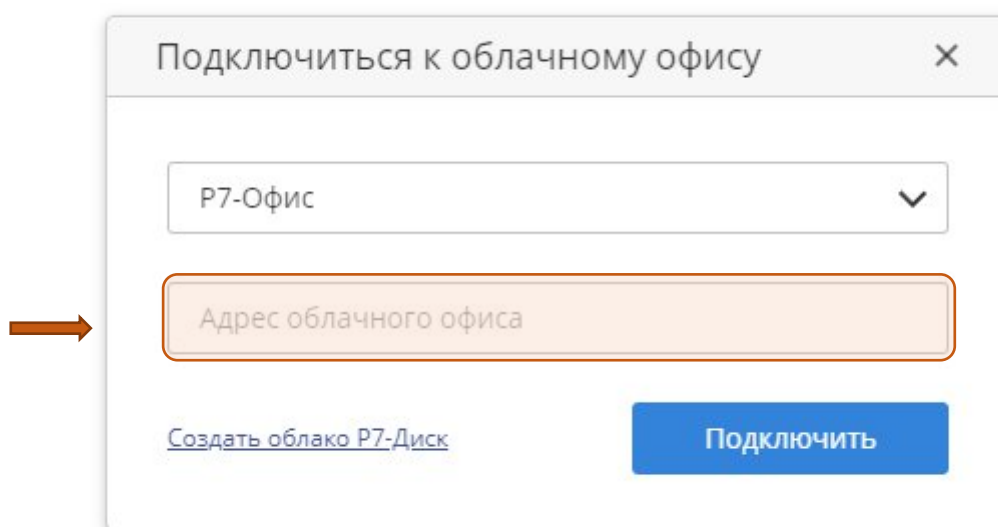 Подключиться к облачному офису
Р7-Офис
Адрес облачного офиса
Создать облако Р7-Диск
Подключить